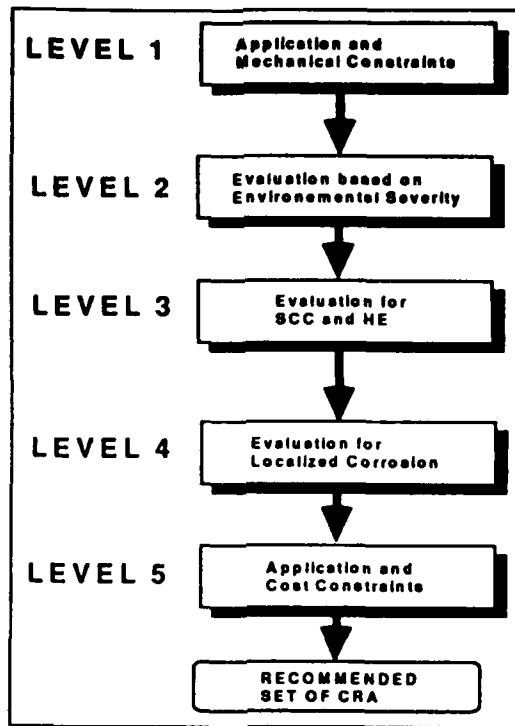 LEVEL 1
Application and
Mechanical Constraints
LEVEL 2
Evaluation based on
Environemental Severity
LEVEL 3
Evaluation for
SCC and HE
LEVEL 4
Evaluation for
Localized Corrosion
LEVEL 5
Application and
Cost Constraints
RECOMMENDED
SET OF CRA